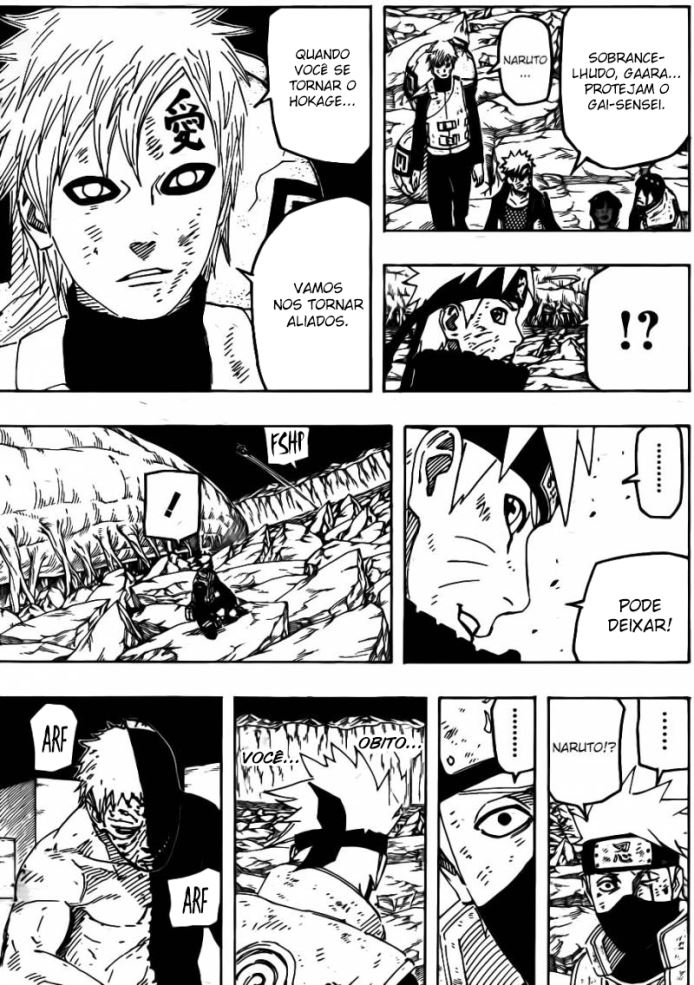 SOBRANCE-
LHUDO, GAARA...
PROTEJAM O
GAI-SENSEI.
NARUTO
...
!?
QUANDO
VOCÊ SE
TORNAR O
HOKAGE...
愛
VAMOS
NOS TORNAR
ALIADOS.
........
PODE
DEIXAR!
FSHP
!
......
NARUTO!?
忍
.......
OBITO...
VOCÊ...
ARF
ARF